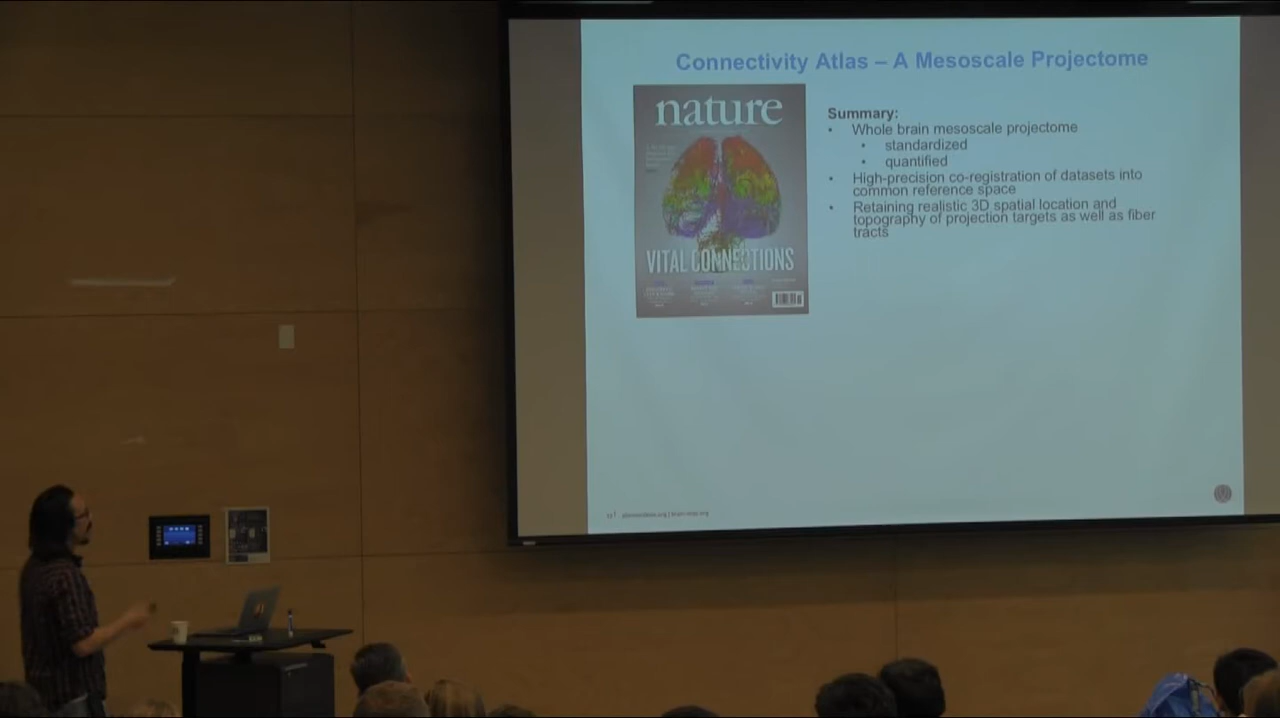 Connectivity Atlas – A Mesoscale Projectome
nature
VITAL CONNECTIONS
Summary:
• Whole brain mesoscale projectome
• standardized
• quantified
• High-precision co-registration of datasets into
common reference space
• Retaining realistic 3D spatial location and
topography of projection targets as well as fiber
tracts